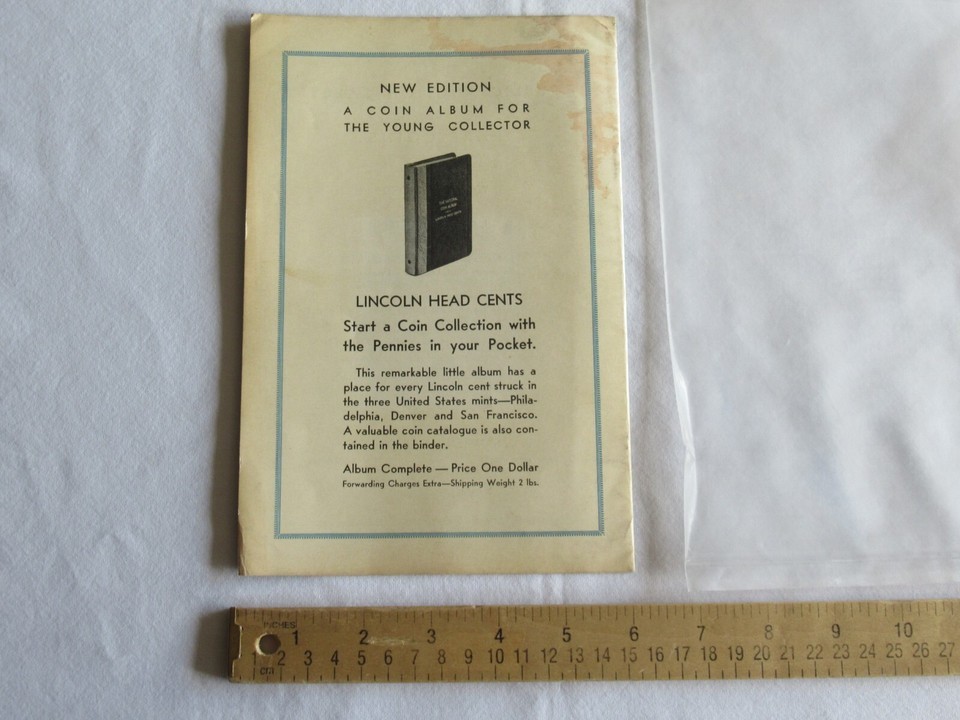 NEW EDITION
A COIN ALBUM FOR
THE YOUNG COLLECTOR
LINCOLN HEAD CENTS
Start a Coin Collection with
the Pennies in your Pocket.
This remarkable little album has a
place for every Lincoln cent struck in
the three United States mints—Phila-
delphia, Denver and San Francisco.
A valuable coin catalogue is also con-
tained in the binder.
Album Complete — Price One Dollar
Forwarding Charges Extra—Shipping Weight 2 lbs.
INCHES
1 2 3 4 5 6 7 8 9 10
1 2 3 4 5 6 7 8 9 10 11 12 13 14 15 16 17 18 19 20 21 22 23 24 25 26 27
cm